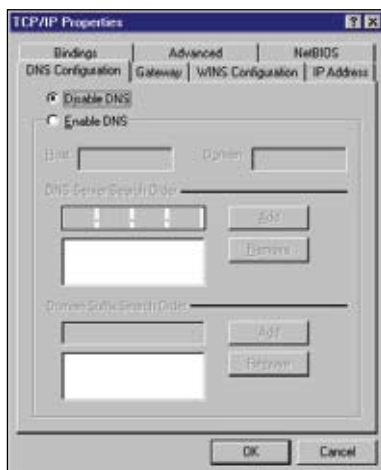 TCP/IP Properties
Bindings Advanced NetBIOS
DNS Configuration Gateway WINS Configuration IP Address
Disable DNS
Enable DNS
Host: Domain:
DNS Server Search Order
Add
Remove
Domain Suffix Search Order
Add
Remove
OK Cancel